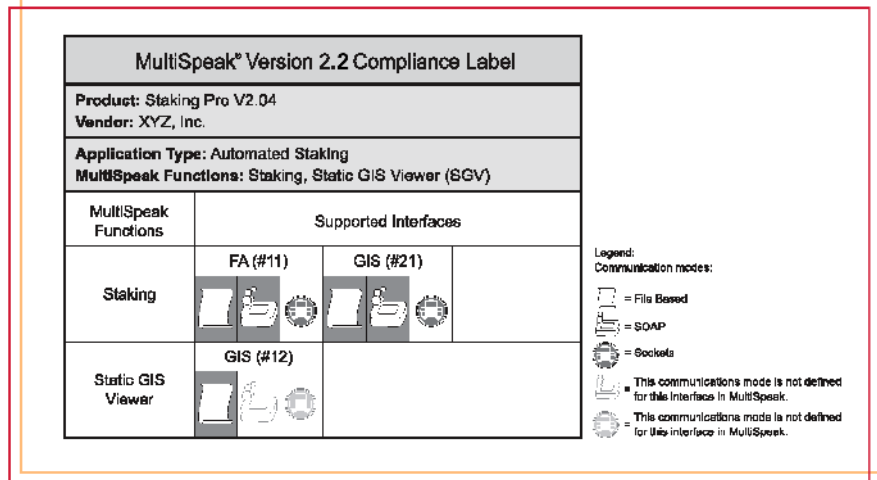 MultiSpeak® Version 2.2 Compliance Label
Product: Staking Pro V2.04
Vendor: XYZ, Inc.
Application Type: Automated Staking
MultiSpeak Functions: Staking, Static GIS Viewer (SGV)
MultiSpeak
Functions
Supported Interfaces
FA (#11)
GIS (#21)
Staking
GIS (#12)
Static GIS
Viewer
Legend:
Communication modes:
= File Based
= SOAP
= Sockets
= This communications mode is not defined
for this interface in MultiSpeak.
= This communications mode is not defined
for this interface in MultiSpeak.